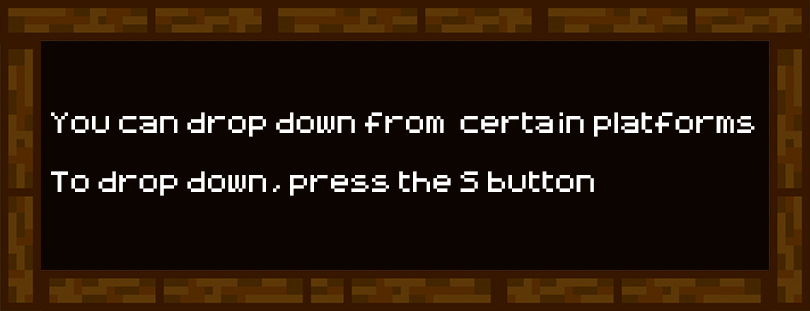 You can drop down from certain platforms
To drop down, press the S button